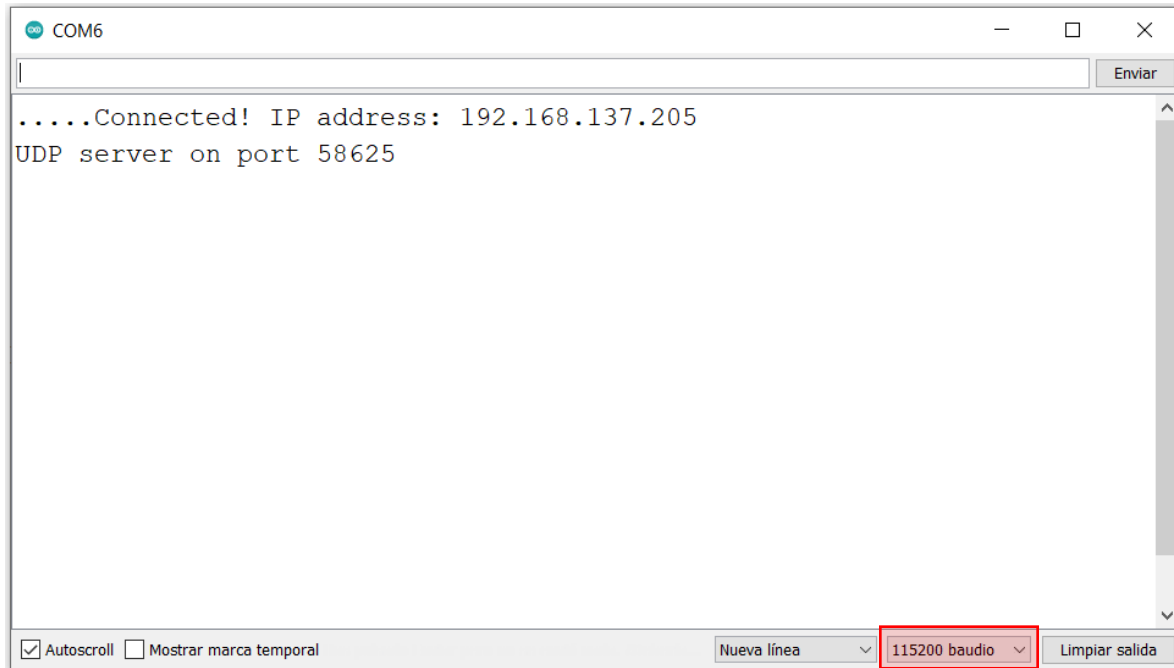 COM6
Enviar
.....Connected! IP address: 192.168.137.205
UDP server on port 58625
Autoscroll Mostrar marca temporal Nueva línea 115200 baudio Limpiar salida